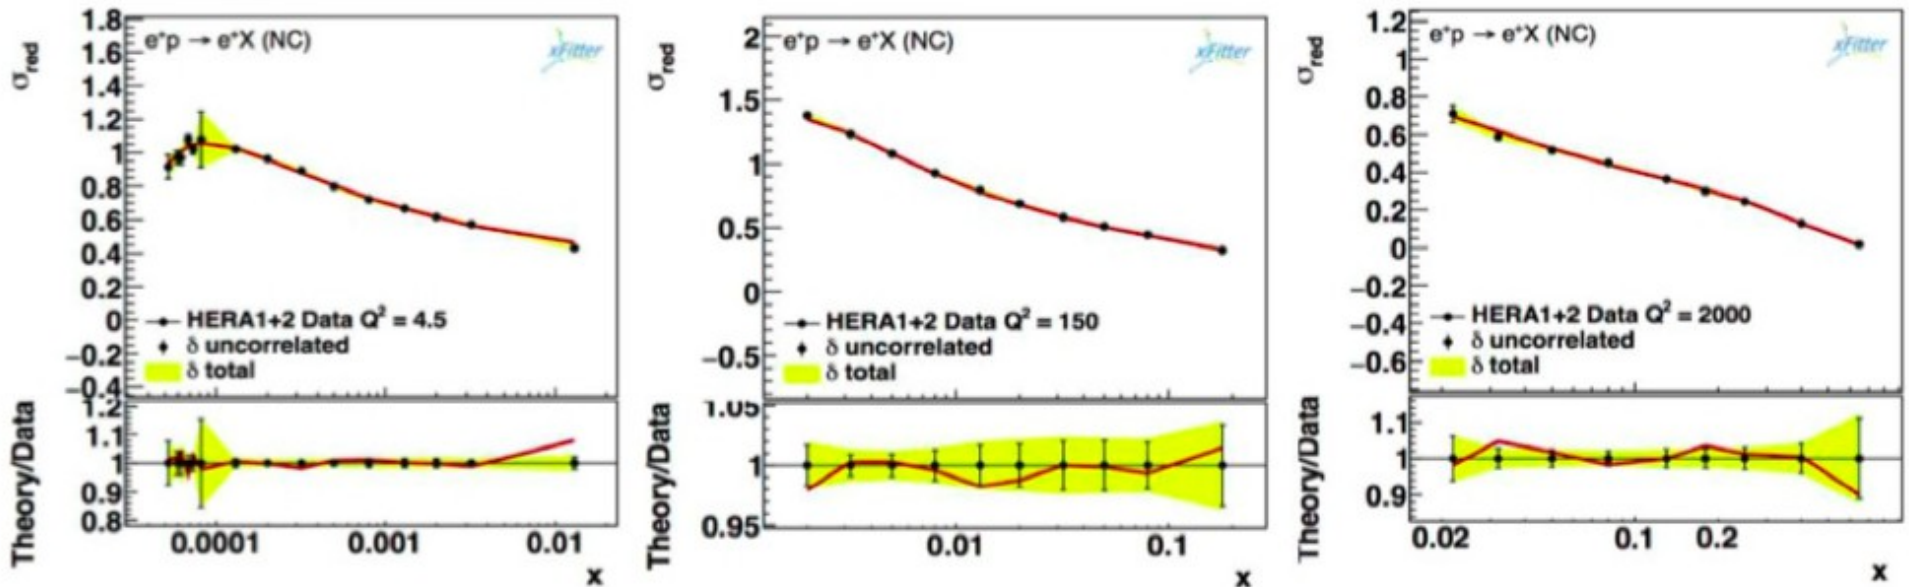 σred
1.8
1.6
1.4
1.2
1
0.8
0.6
0.4
0.2
0
−0.2
−0.4
e⁺p → e⁺X (NC)
xFitter
HERA1+2 Data Q² = 4.5
δ uncorrelated
δ total
Theory/Data
1.2
1.1
1
0.9
0.8
0.0001 0.001 0.01
x
σred
2
1.5
1
0.5
0
−0.5
e⁺p → e⁺X (NC)
xFitter
HERA1+2 Data Q² = 150
δ uncorrelated
δ total
Theory/Data
1.05
1
0.95
0.01 0.1
x
σred
1.2
1
0.8
0.6
0.4
0.2
0
−0.2
−0.4
−0.6
e⁺p → e⁺X (NC)
xFitter
HERA1+2 Data Q² = 2000
δ uncorrelated
δ total
Theory/Data
1.1
1
0.9
0.02 0.1 0.2
x